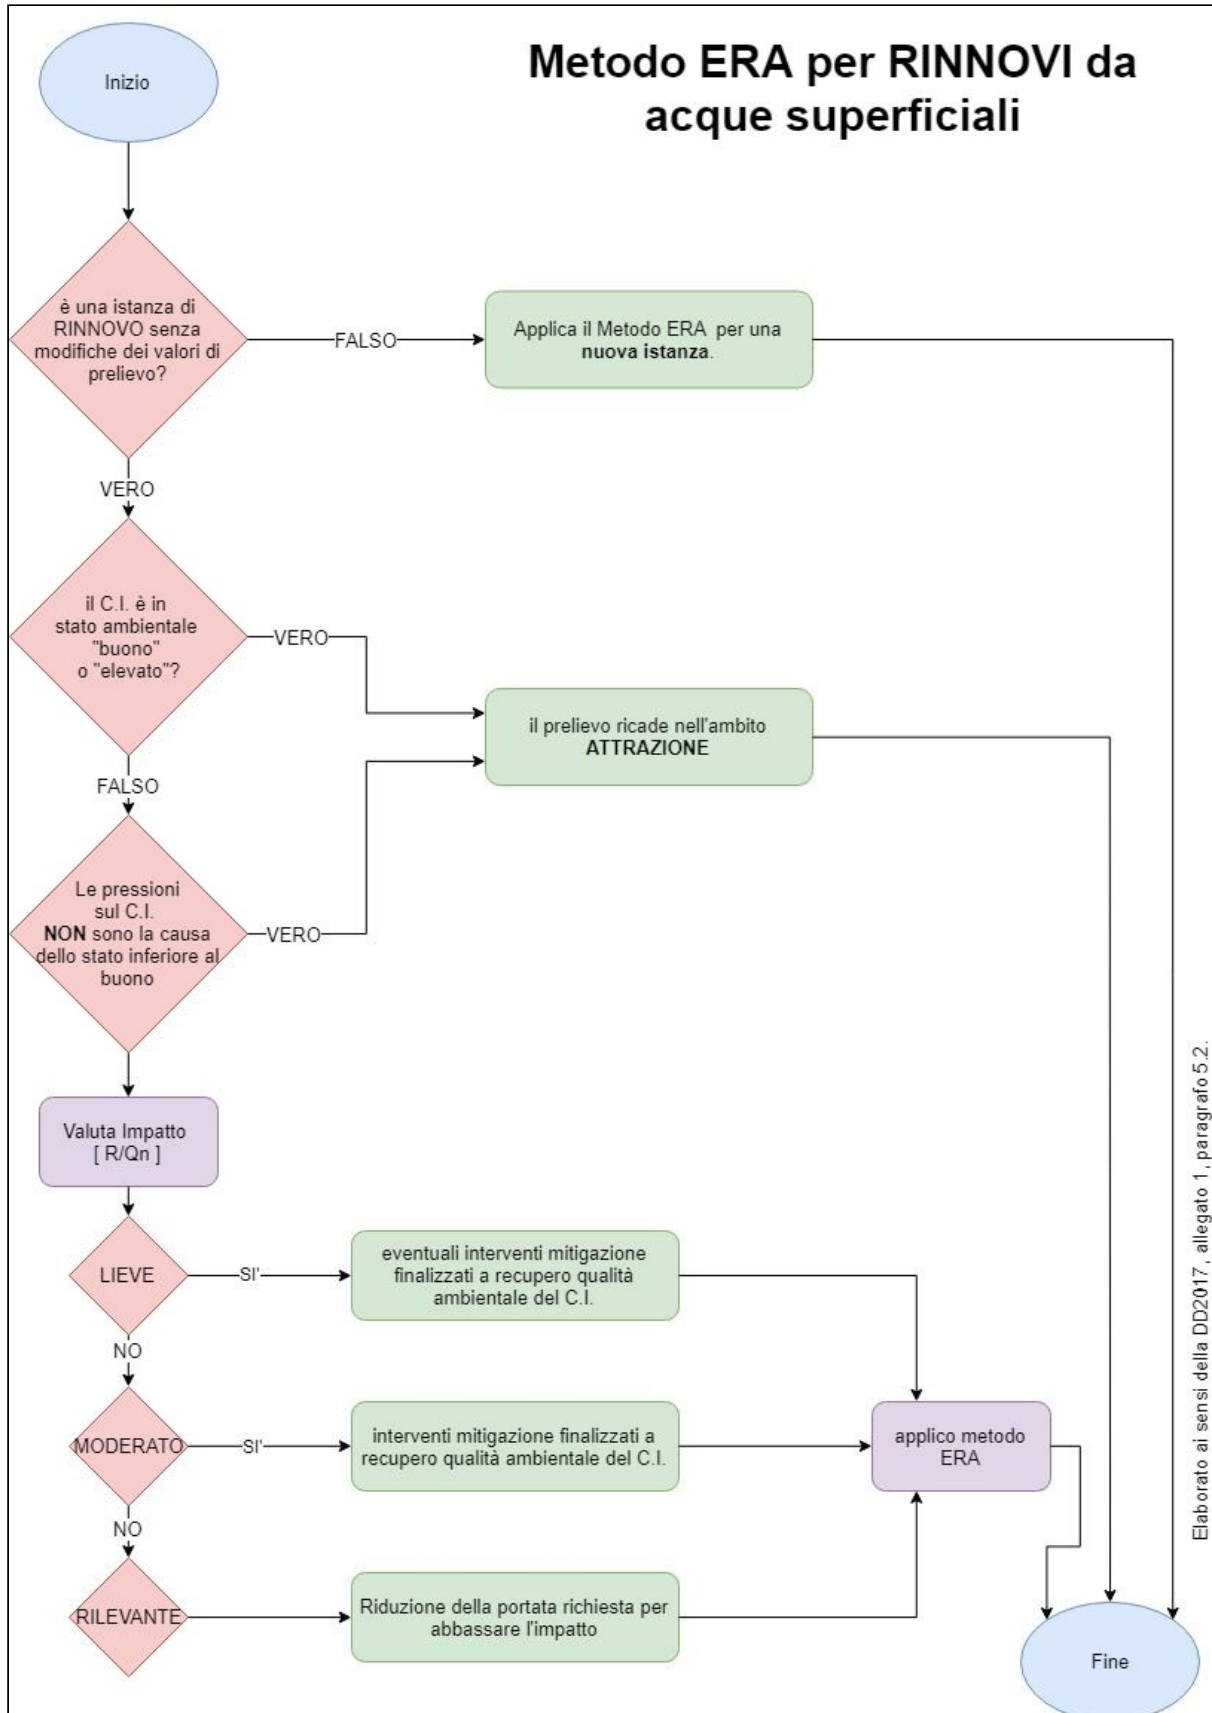 Metodo ERA per RINNOVI da
acque superficiali
Inizio
è una istanza di
RINNOVO senza
modifiche dei valori di
prelievo?
FALSO
Applica il Metodo ERA per una
nuova istanza.
VERO
il C.I. è in
stato ambientale
"buono"
o "elevato"?
VERO
il prelievo ricade nell'ambito
ATTRAZIONE
FALSO
Le pressioni
sul C.I.
NON sono la causa
dello stato inferiore al
buono
VERO
Valuta Impatto
[ R/Qn ]
LIEVE
SI'
eventuali interventi mitigazione
finalizzati a recupero qualità
ambientale del C.I.
NO
MODERATO
SI'
interventi mitigazione finalizzati a
recupero qualità ambientale del C.I.
applico metodo
ERA
NO
RILEVANTE
Riduzione della portata richiesta per
abbassare l'impatto
Fine
Elaborato ai sensi della DD2017, allegato 1, paragrafo 5.2.